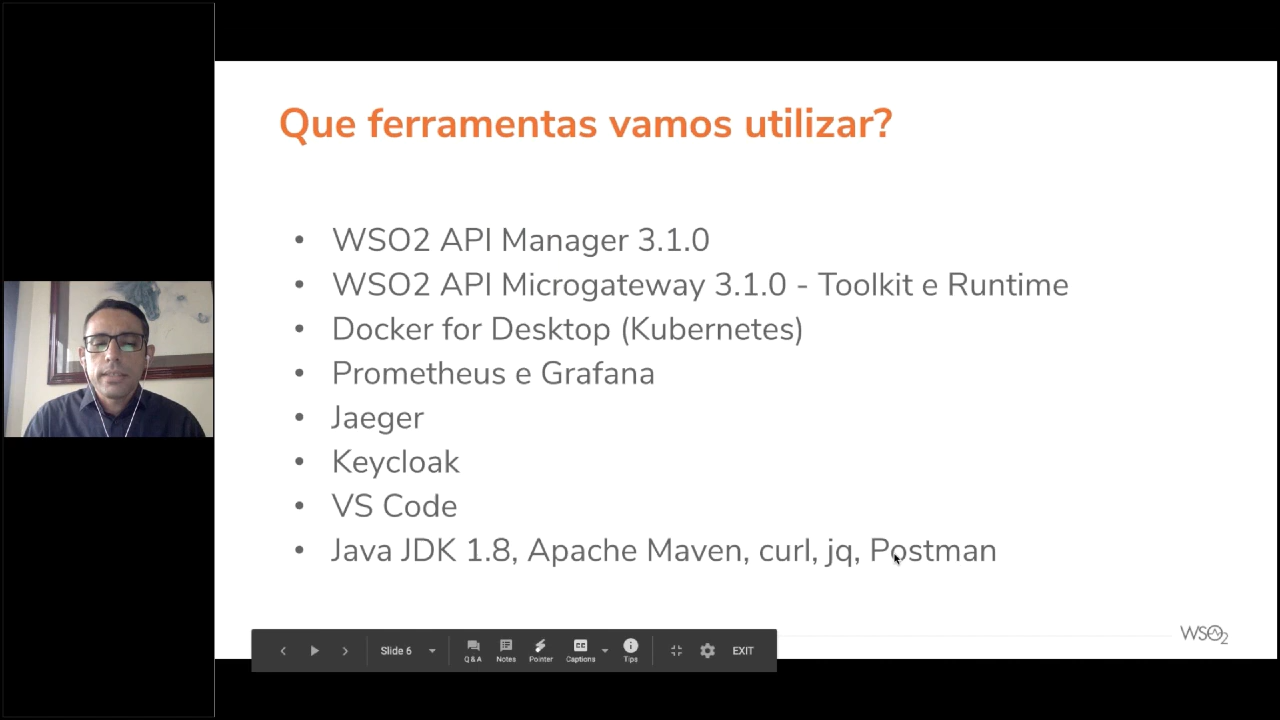 Que ferramentas vamos utilizar?
• WSO2 API Manager 3.1.0
• WSO2 API Microgateway 3.1.0 - Toolkit e Runtime
• Docker for Desktop (Kubernetes)
• Prometheus e Grafana
• Jaeger
• Keycloak
• VS Code
• Java JDK 1.8, Apache Maven, curl, jq, Postman
WSO2
Slide 6
Q&A
Notes
Pointer
CC
Captions
Tips
EXIT